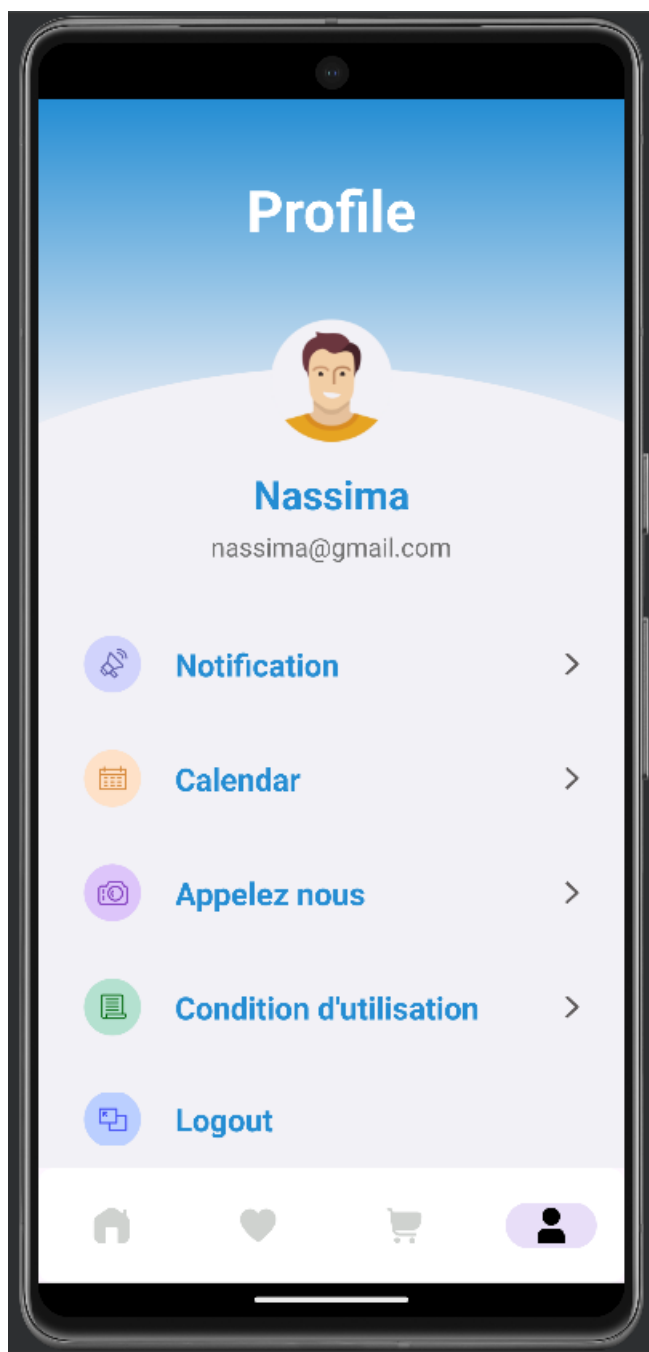 Profile
Nassima
nassima@gmail.com
Notification
Calendar
Appelez nous
Condition d'utilisation
Logout